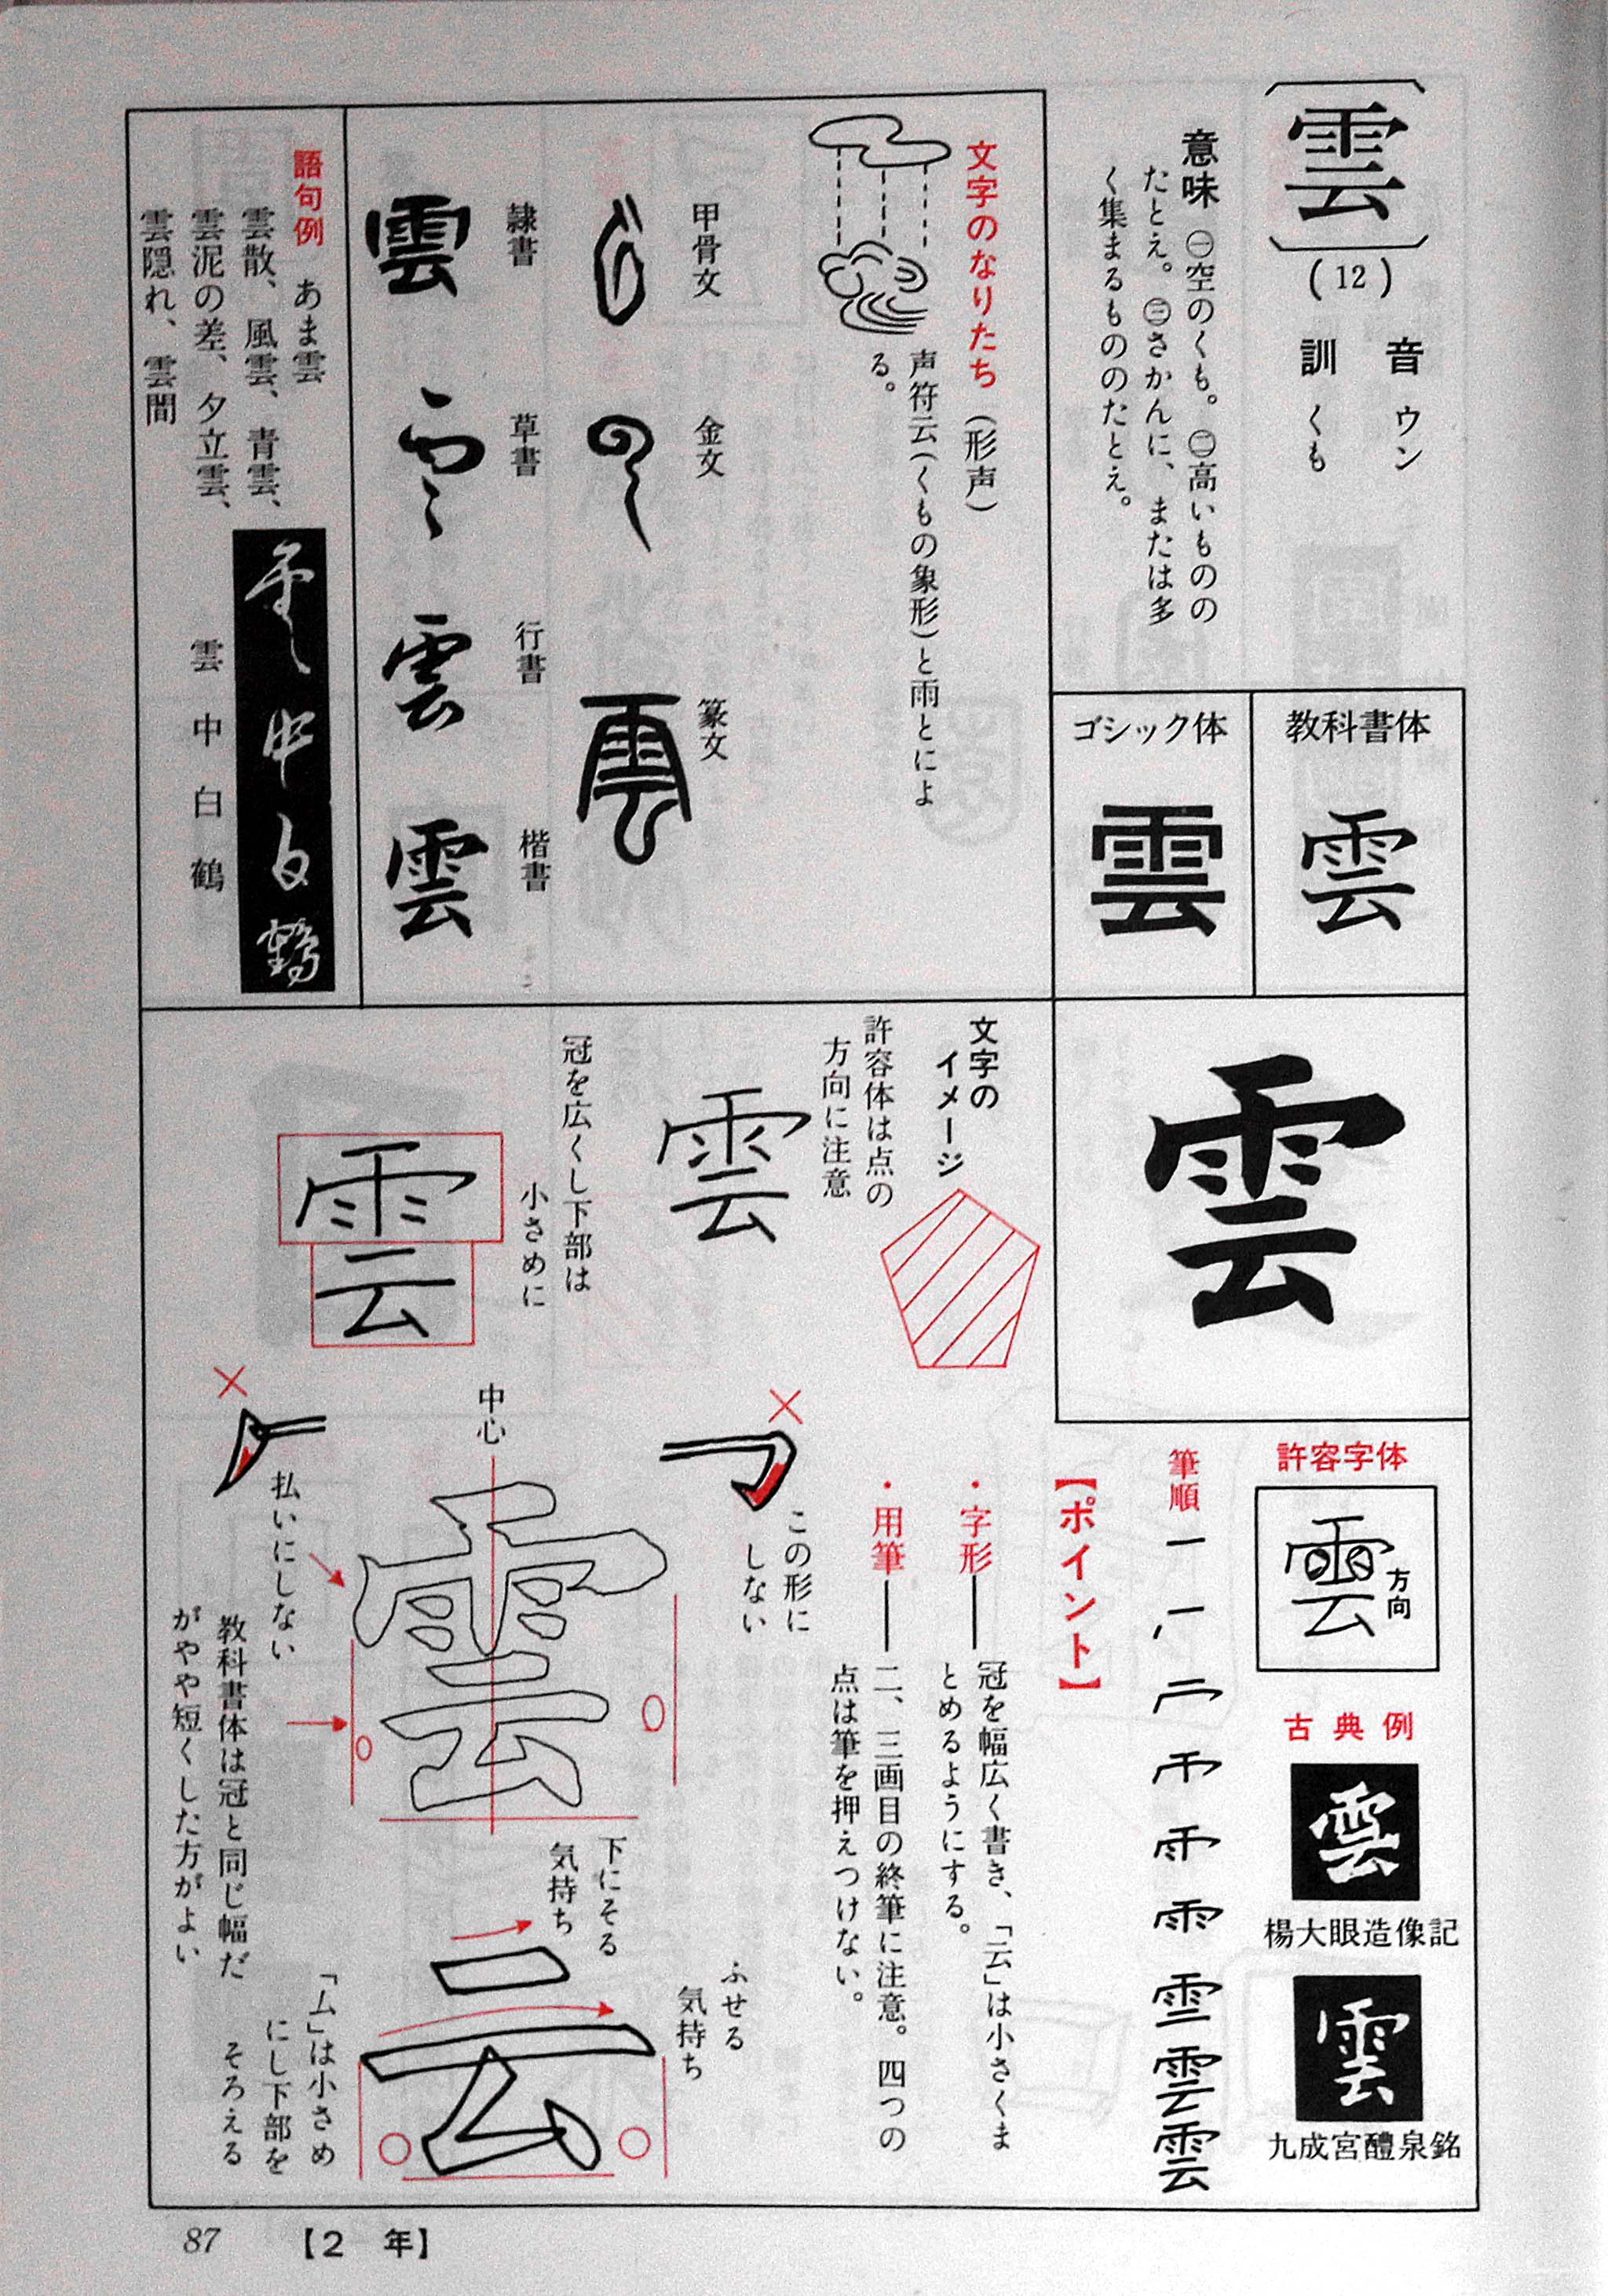 〔雲〕(12)
音 ウン
訓 くも
意味 ㊀空のくも。㊁高いものの
たとえ。㊂さかんに、または多
く集まるもののたとえ。
教科書体
雲
ゴシック体
雲
文字のなりたち (形声)
声符云(くもの象形)と雨とによ
る。
甲骨文
金文
篆文
雲
隷書
雲
草書
雲
行書
雲
楷書
雲
語句例 あま雲
雲散、風雲、青雲、
雲泥の差、夕立雲、
雲隠れ、雲間
雲中白鶴
雲中白鶴
雲
許容字体
雲
方向
古典例
雲
楊大眼造像記
雲
九成宮醴泉銘
筆順
文字の
イメージ
許容体は点の
方向に注意
雲
冠を広くし下部は
小さめに
雲
【ポイント】
・字形━━冠を幅広く書き、「云」は小さくま
とめるようにする。
・用筆━━二、三画目の終筆に注意。四つの
点は筆を押えつけない。
×
この形に
しない
中心
雲
×
払いにしない
教科書体は冠と同じ幅だ
がやや短くした方がよい
下にそる
気持ち
ふせる
気持ち
云
「ム」は小さめ
にし下部を
そろえる
87
【2 年】